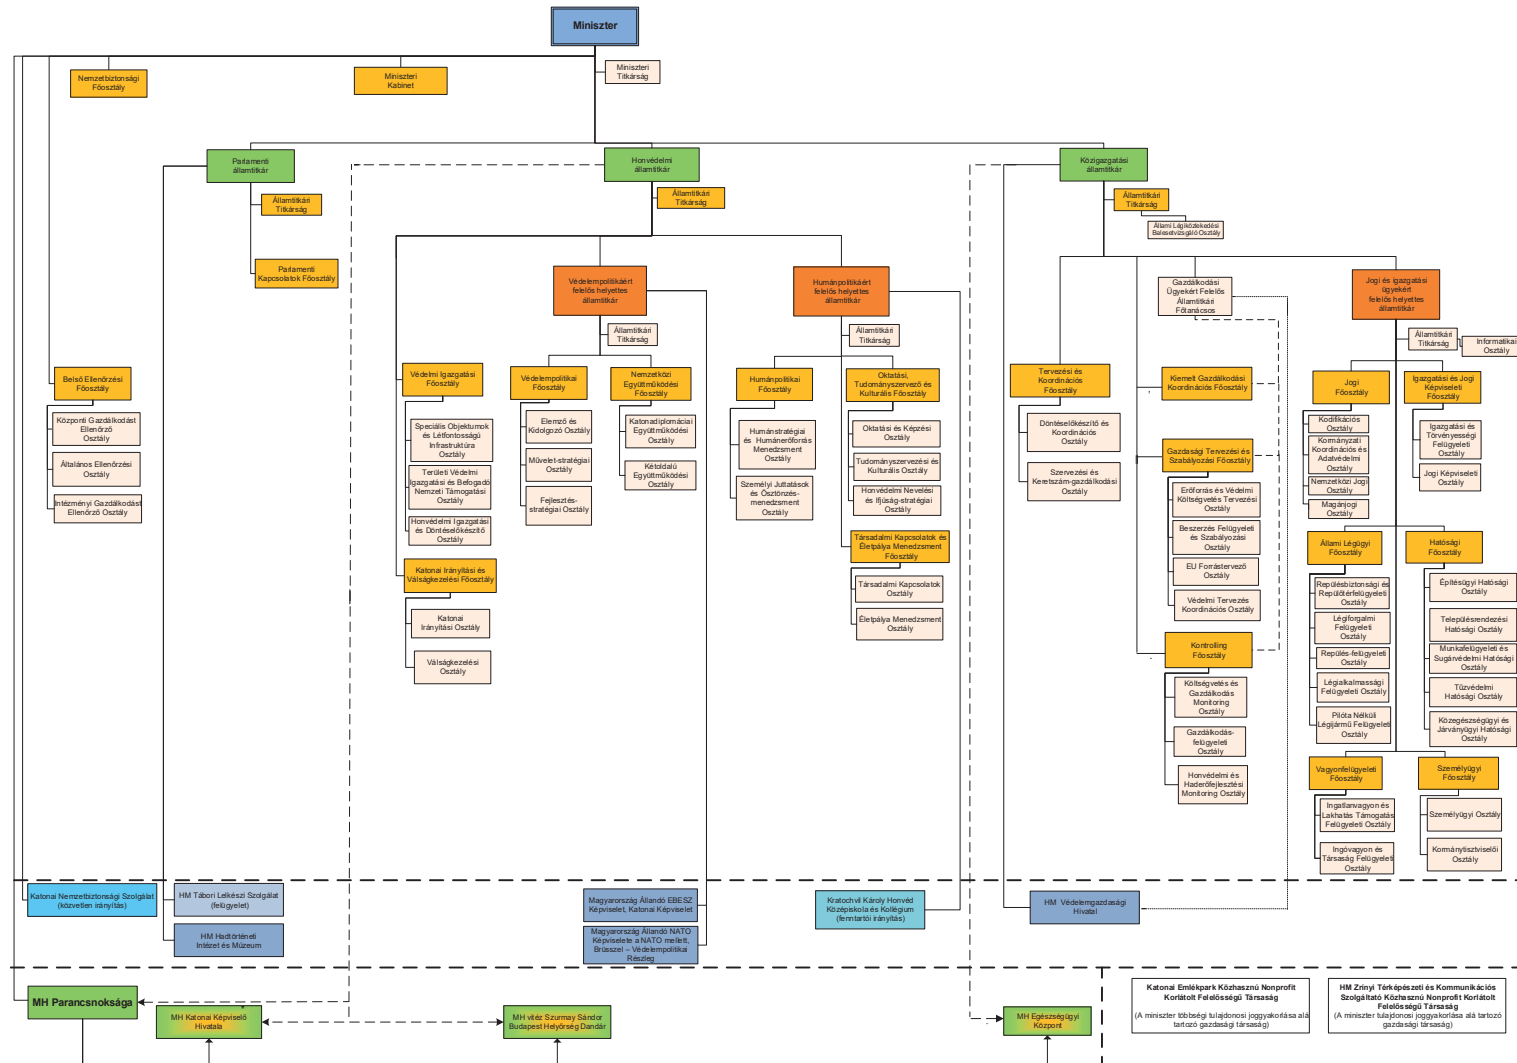 Miniszter
Nemzetbiztonsági
Főosztály
Miniszteri
Kabinet
Miniszteri
Titkárság
Parlamenti
államtitkár
Honvédelmi
államtitkár
Közigazgatási
államtitkár
Államtitkári
Titkárság
Államtitkári
Titkárság
Államtitkári
Titkárság
Állami Légiközlekedési
Balesetvizsgáló Osztály
Parlamenti
Kapcsolatok Főosztály
Védelempolitikáért
felelős helyettes
államtitkár
Humánpolitikáért
felelős helyettes
államtitkár
Gazdálkodási
Ügyekért Felelős
Államtitkári
Főtanácsos
Jogi és Igazgatási
ügyekért
felelős helyettes
államtitkár
Államtitkári
Titkárság
Államtitkári
Titkárság
Államtitkári
Titkárság
Informatikai
Osztály
Belső Ellenőrzési
Főosztály
Központi Gazdálkodást
Ellenőrző
Osztály
Általános Ellenőrzési
Osztály
Intézményi Gazdálkodást
Ellenőrző Osztály
Védelmi Igazgatási
Főosztály
Speciális Objektumok
és Létfontosságú
Infrastruktúra
Osztály
Területi Védelmi
Igazgatási és Befogadó
Nemzeti Támogatási
Osztály
Honvédelmi Igazgatási
és Döntéselőkészítő
Osztály
Katonai Irányítási és
Válságkezelési Főosztály
Katonai
Irányítási Osztály
Válságkezelési
Osztály
Védelempolitikai
Főosztály
Elemző és
Kidolgozó Osztály
Művelet-stratégiai
Osztály
Fejlesztés-
stratégiai Osztály
Nemzetközi
Együttműködési
Főosztály
Katonadiplomáciai
Együttműködési
Osztály
Kétoldalú
Együttműködési
Osztály
Humánpolitikai
Főosztály
Humánstratégiai
és Humánerőforrás
Menedzsment
Osztály
Személyi Juttatások
és Ösztönzés-
menedzsment
Osztály
Oktatási,
Tudományszervező és
Kulturális Főosztály
Oktatási és Képzési
Osztály
Tudományszervezési és
Kulturális Osztály
Honvédelmi Nevelési
és Ifjúság-stratégiai
Osztály
Társadalmi Kapcsolatok és
Életpálya Menedzsment
Főosztály
Társadalmi Kapcsolatok
Osztály
Életpálya Menedzsment
Osztály
Tervezési és
Koordinációs
Főosztály
Döntéselőkészítő és
Koordinációs
Osztály
Szervezési és
Keretszám-gazdálkodási
Osztály
Kiemelt Gazdálkodási
Koordinációs Főosztály
Gazdasági Tervezési és
Szabályozási Főosztály
Erőforrás és Védelmi
Költségvetés Tervezési
Osztály
Beszerzés Felügyeleti
és Szabályozási
Osztály
EU Forrástervező
Osztály
Védelmi Tervezés
Koordinációs Osztály
Kontrolling
Főosztály
Költségvetés és
Gazdálkodás
Monitoring
Osztály
Gazdálkodás-
felügyeleti
Osztály
Honvédelmi és
Haderőfejlesztési
Monitoring Osztály
Jogi
Főosztály
Kodifikációs
Osztály
Kormányzati
Koordinációs és
Adatvédelmi
Osztály
Nemzetközi Jogi
Osztály
Magánjogi
Osztály
Igazgatási és Jogi
Képviseleti
Főosztály
Igazgatási és
Törvényességi
Felügyeleti
Osztály
Jogi Képviseleti
Osztály
Állami Légügyi
Főosztály
Repülésbiztonsági és
Repülőtérfelügyeleti
Osztály
Légiforgalmi
Felügyeleti
Osztály
Repülés-felügyeleti
Osztály
Légialkalmassági
Felügyeleti Osztály
Pilóta Nélküli
Légijármű Felügyeleti
Osztály
Hatósági
Főosztály
Építésügyi Hatósági
Osztály
Településrendezési
Hatósági Osztály
Munkafelügyeleti és
Sugárvédelmi Hatósági
Osztály
Tűzvédelmi
Hatósági Osztály
Közegészségügyi és
Járványügyi Hatósági
Osztály
Vagyonfelügyeleti
Főosztály
Ingatlanvagyon és
Lakhatás Támogatás
Felügyeleti Osztály
Ingóvagyon és
Társaság Felügyeleti
Osztály
Személyügyi
Főosztály
Személyügyi Osztály
Kormánytisztviselői
Osztály
Katonai Nemzetbiztonsági Szolgálat
(közvetlen irányítás)
HM Tábori Lelkészi Szolgálat
(felügyelet)
HM Hadtörténeti
Intézet és Múzeum
Magyarország Állandó EBESZ
Képviselet, Katonai Képviselet
Magyarország Állandó NATO
Képviselete a NATO mellett,
Brüsszel – Védelempolitikai
Részleg
Kratochvil Károly Honvéd
Középiskola és Kollégium
(fenntartói irányítás)
HM Védelemgazdasági
Hivatal
MH Parancsnoksága
MH Katonai Képviselő
Hivatala
MH vitéz Szurmay Sándor
Budapest Helyőrség Dandár
MH Egészségügyi
Központ
Katonai Emlékpark Közhasznú Nonprofit
Korlátolt Felelősségű Társaság
(A miniszter többségi tulajdonosi joggyakorlása alá
tartozó gazdasági társaság)
HM Zrínyi Térképészeti és Kommunikációs
Szolgáltató Közhasznú Nonprofit Korlátolt
Felelősségű Társaság
(A miniszter tulajdonosi joggyakorlása alá tartozó
gazdasági társaság)